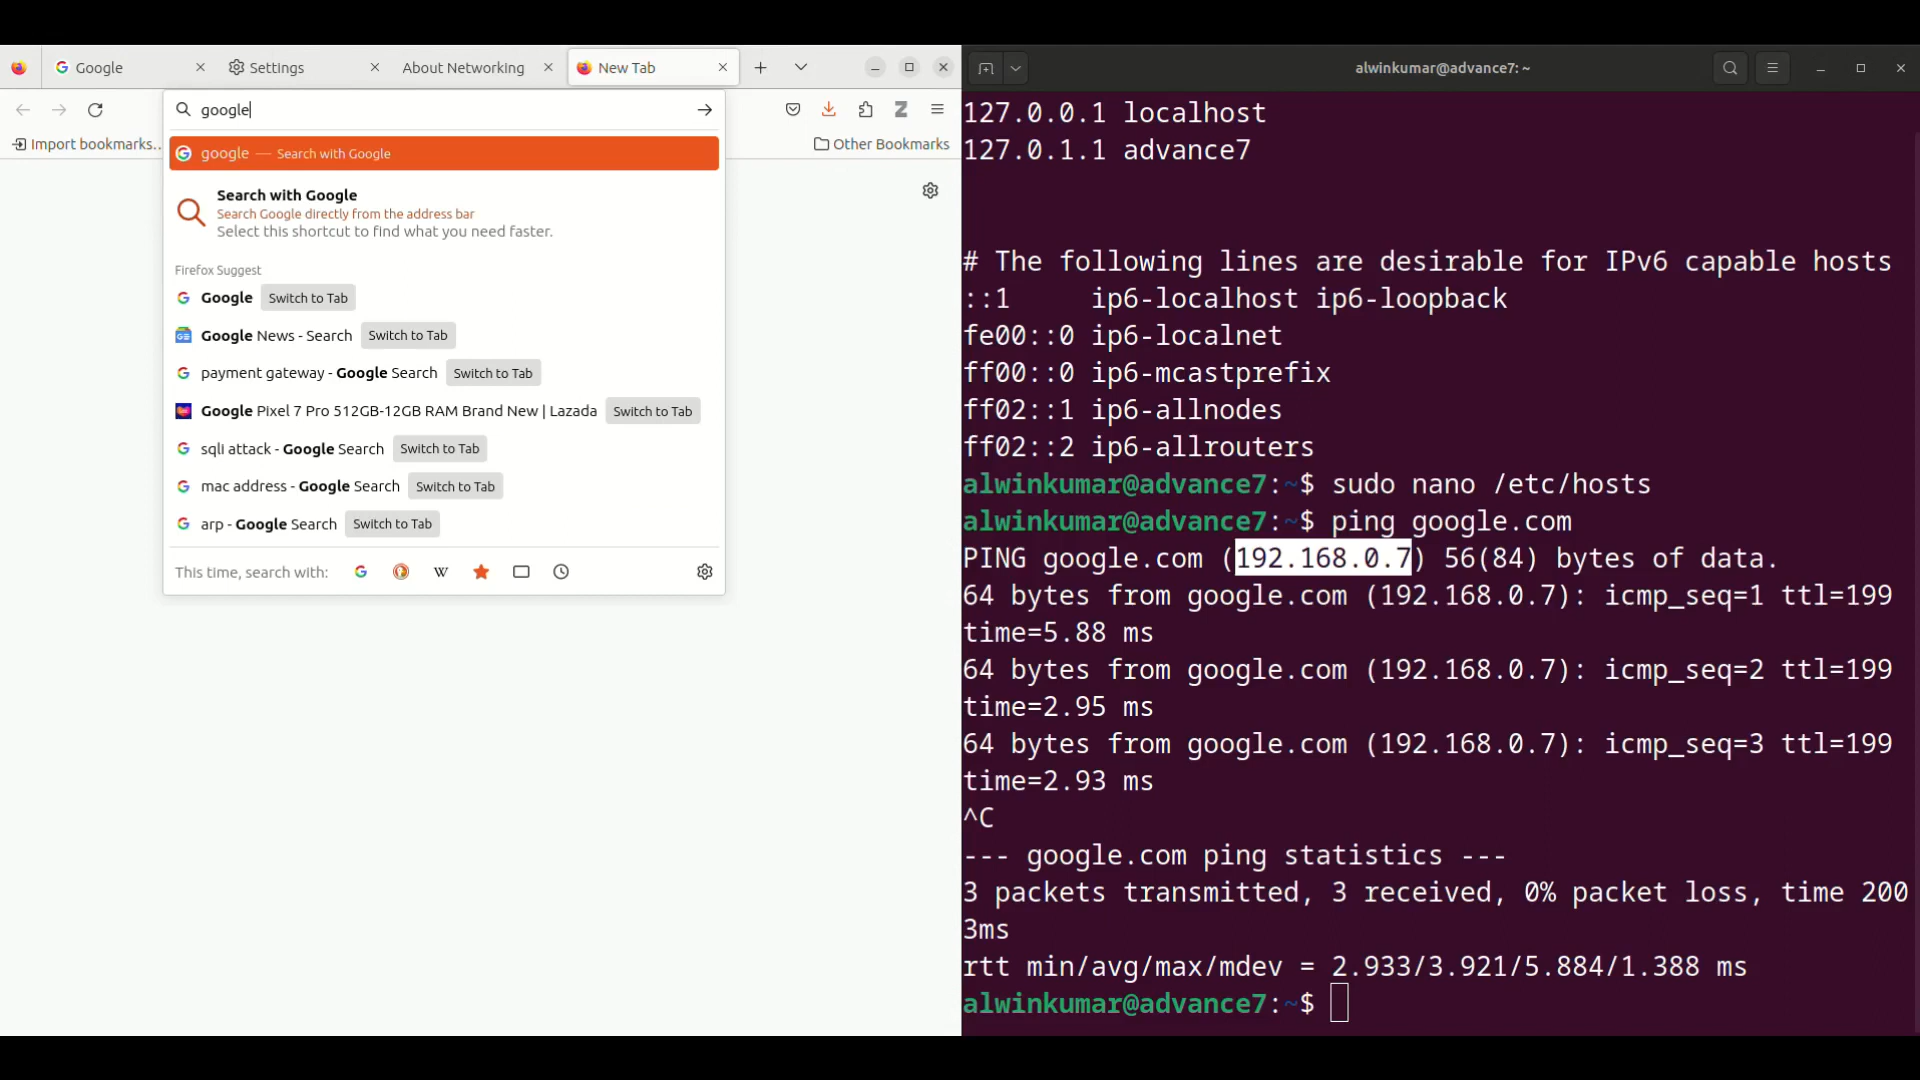 Google
Settings
About Networking
New Tab
google
Import bookmarks...
Other Bookmarks
google — Search with Google
Search with Google
Search Google directly from the address bar
Select this shortcut to find what you need faster.
Firefox Suggest
Google Switch to Tab
Google News - Search Switch to Tab
payment gateway - Google Search Switch to Tab
Google Pixel 7 Pro 512GB-12GB RAM Brand New | Lazada Switch to Tab
sqli attack - Google Search Switch to Tab
mac address - Google Search Switch to Tab
arp - Google Search Switch to Tab
This time, search with: W
alwinkumar@advance7: ~
127.0.0.1 localhost
127.0.1.1 advance7
# The following lines are desirable for IPv6 capable hosts
::1     ip6-localhost ip6-loopback
fe00::0 ip6-localnet
ff00::0 ip6-mcastprefix
ff02::1 ip6-allnodes
ff02::2 ip6-allrouters
alwinkumar@advance7:~$ sudo nano /etc/hosts
alwinkumar@advance7:~$ ping google.com
PING google.com (192.168.0.7) 56(84) bytes of data.
64 bytes from google.com (192.168.0.7): icmp_seq=1 ttl=199
time=5.88 ms
64 bytes from google.com (192.168.0.7): icmp_seq=2 ttl=199
time=2.95 ms
64 bytes from google.com (192.168.0.7): icmp_seq=3 ttl=199
time=2.93 ms
^C
--- google.com ping statistics ---
3 packets transmitted, 3 received, 0% packet loss, time 200
3ms
rtt min/avg/max/mdev = 2.933/3.921/5.884/1.388 ms
alwinkumar@advance7:~$